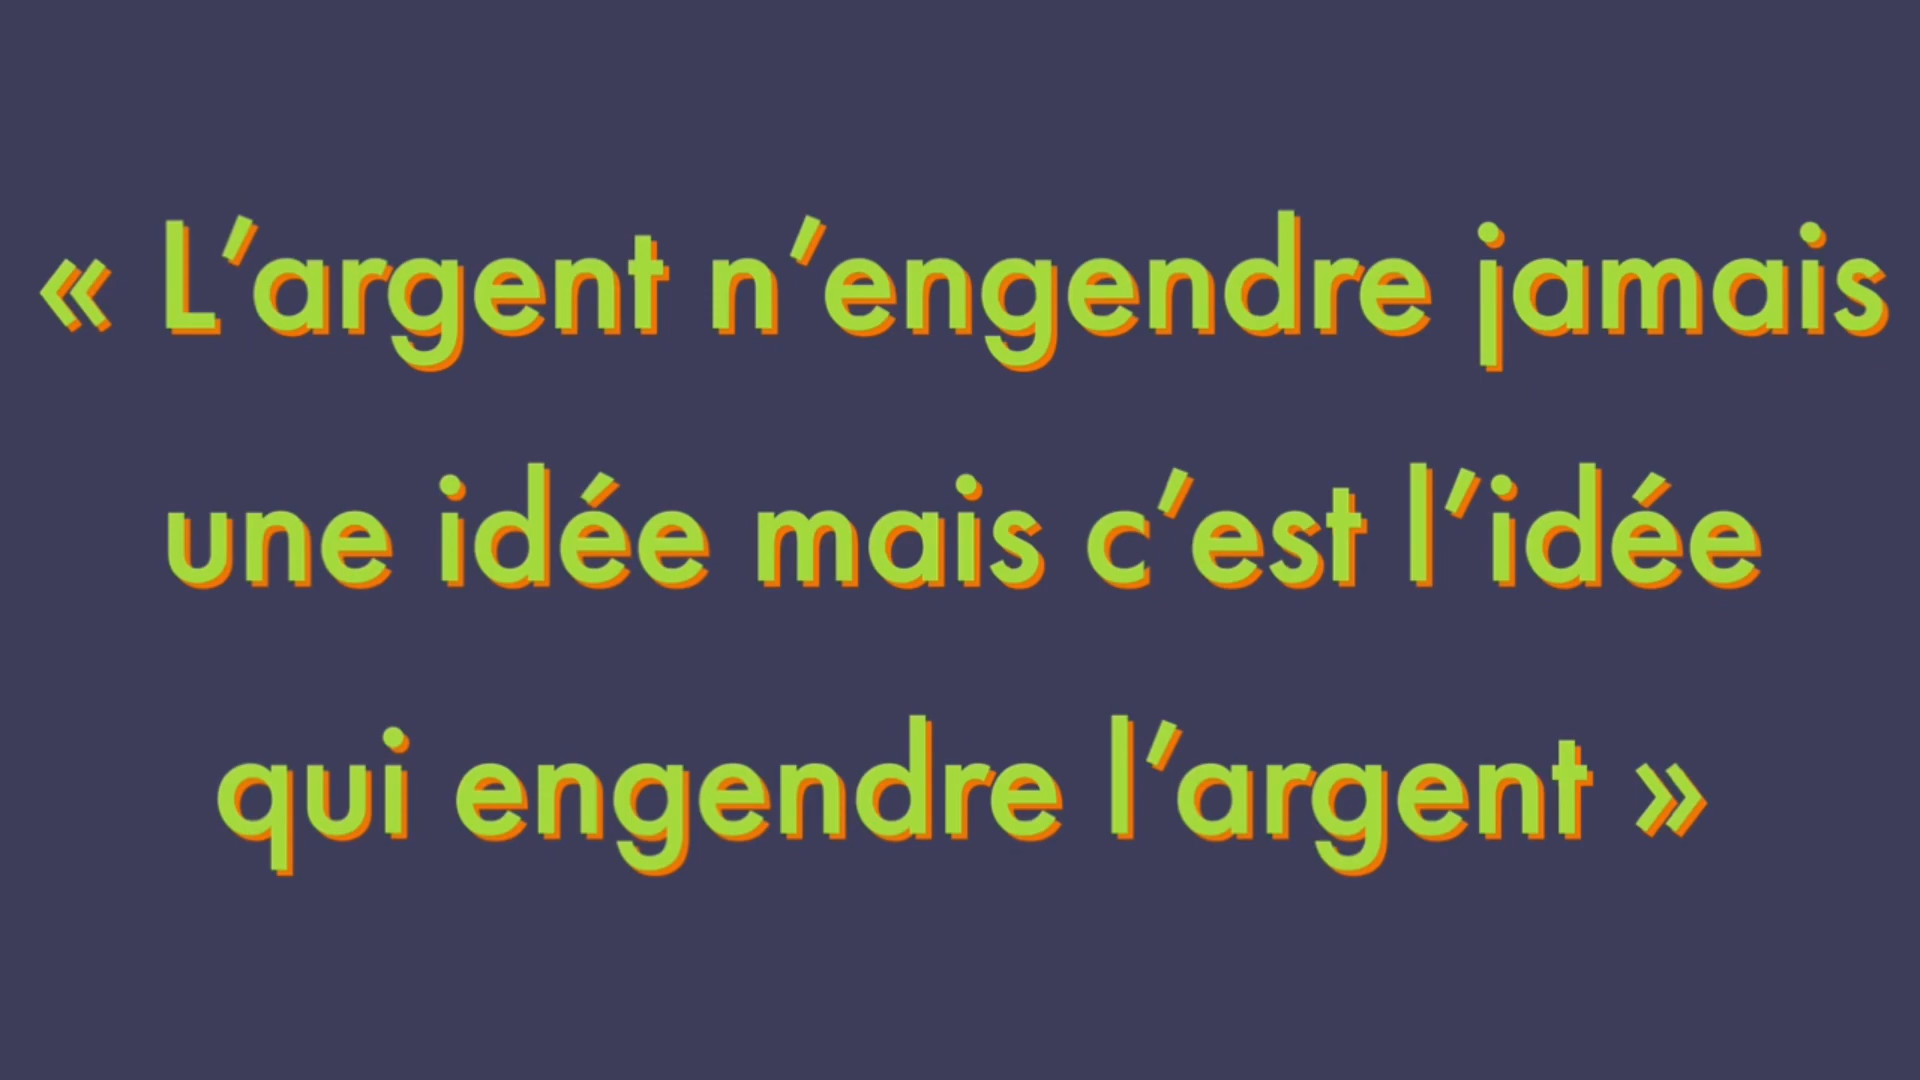 « L’argent n’engendre jamais
une idée mais c’est l’idée
qui engendre l’argent »